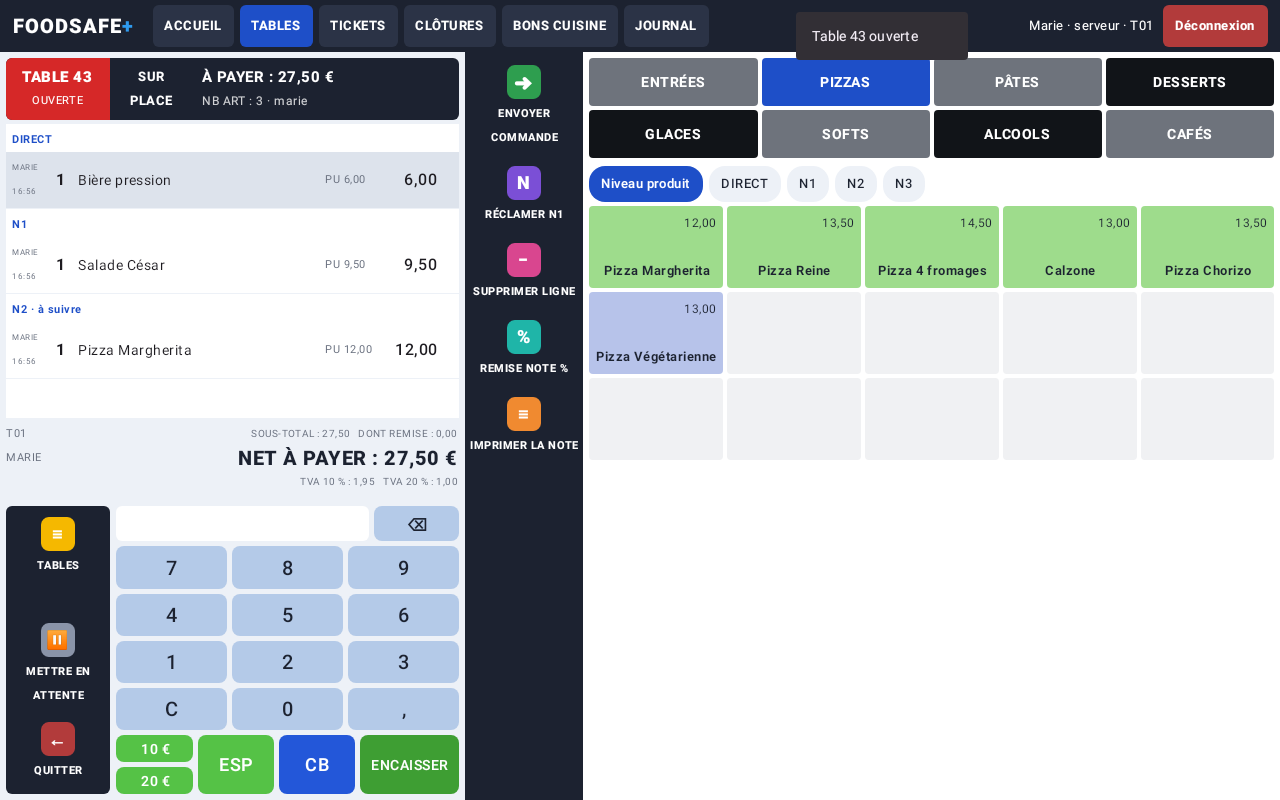 FOODSAFE+
ACCUEIL
TABLES
TICKETS
CLÔTURES
BONS CUISINE
JOURNAL
Table 43 ouverte
Marie · serveur · T01
Déconnexion
TABLE 43
OUVERTE
SUR
PLACE
À PAYER : 27,50 €
NB ART : 3 · marie
DIRECT
MARIE
16:56
1 Bière pression PU 6,00 6,00
N1
MARIE
16:56
1 Salade César PU 9,50 9,50
N2 · à suivre
MARIE
16:56
1 Pizza Margherita PU 12,00 12,00
T01
SOUS-TOTAL : 27,50 DONT REMISE : 0,00
MARIE
NET À PAYER : 27,50 €
TVA 10 % : 1,95 TVA 20 % : 1,00
TABLES
METTRE EN
ATTENTE
←
QUITTER
⌫
7 8 9
4 5 6
1 2 3
C 0 ,
10 €
20 €
ESP
CB
ENCAISSER
ENVOYER
COMMANDE
N
RÉCLAMER N1
−
SUPPRIMER LIGNE
%
REMISE NOTE %
≡
IMPRIMER LA NOTE
ENTRÉES
PIZZAS
PÂTES
DESSERTS
GLACES
SOFTS
ALCOOLS
CAFÉS
Niveau produit
DIRECT
N1
N2
N3
12,00
Pizza Margherita
13,50
Pizza Reine
14,50
Pizza 4 fromages
13,00
Calzone
13,50
Pizza Chorizo
13,00
Pizza Végétarienne